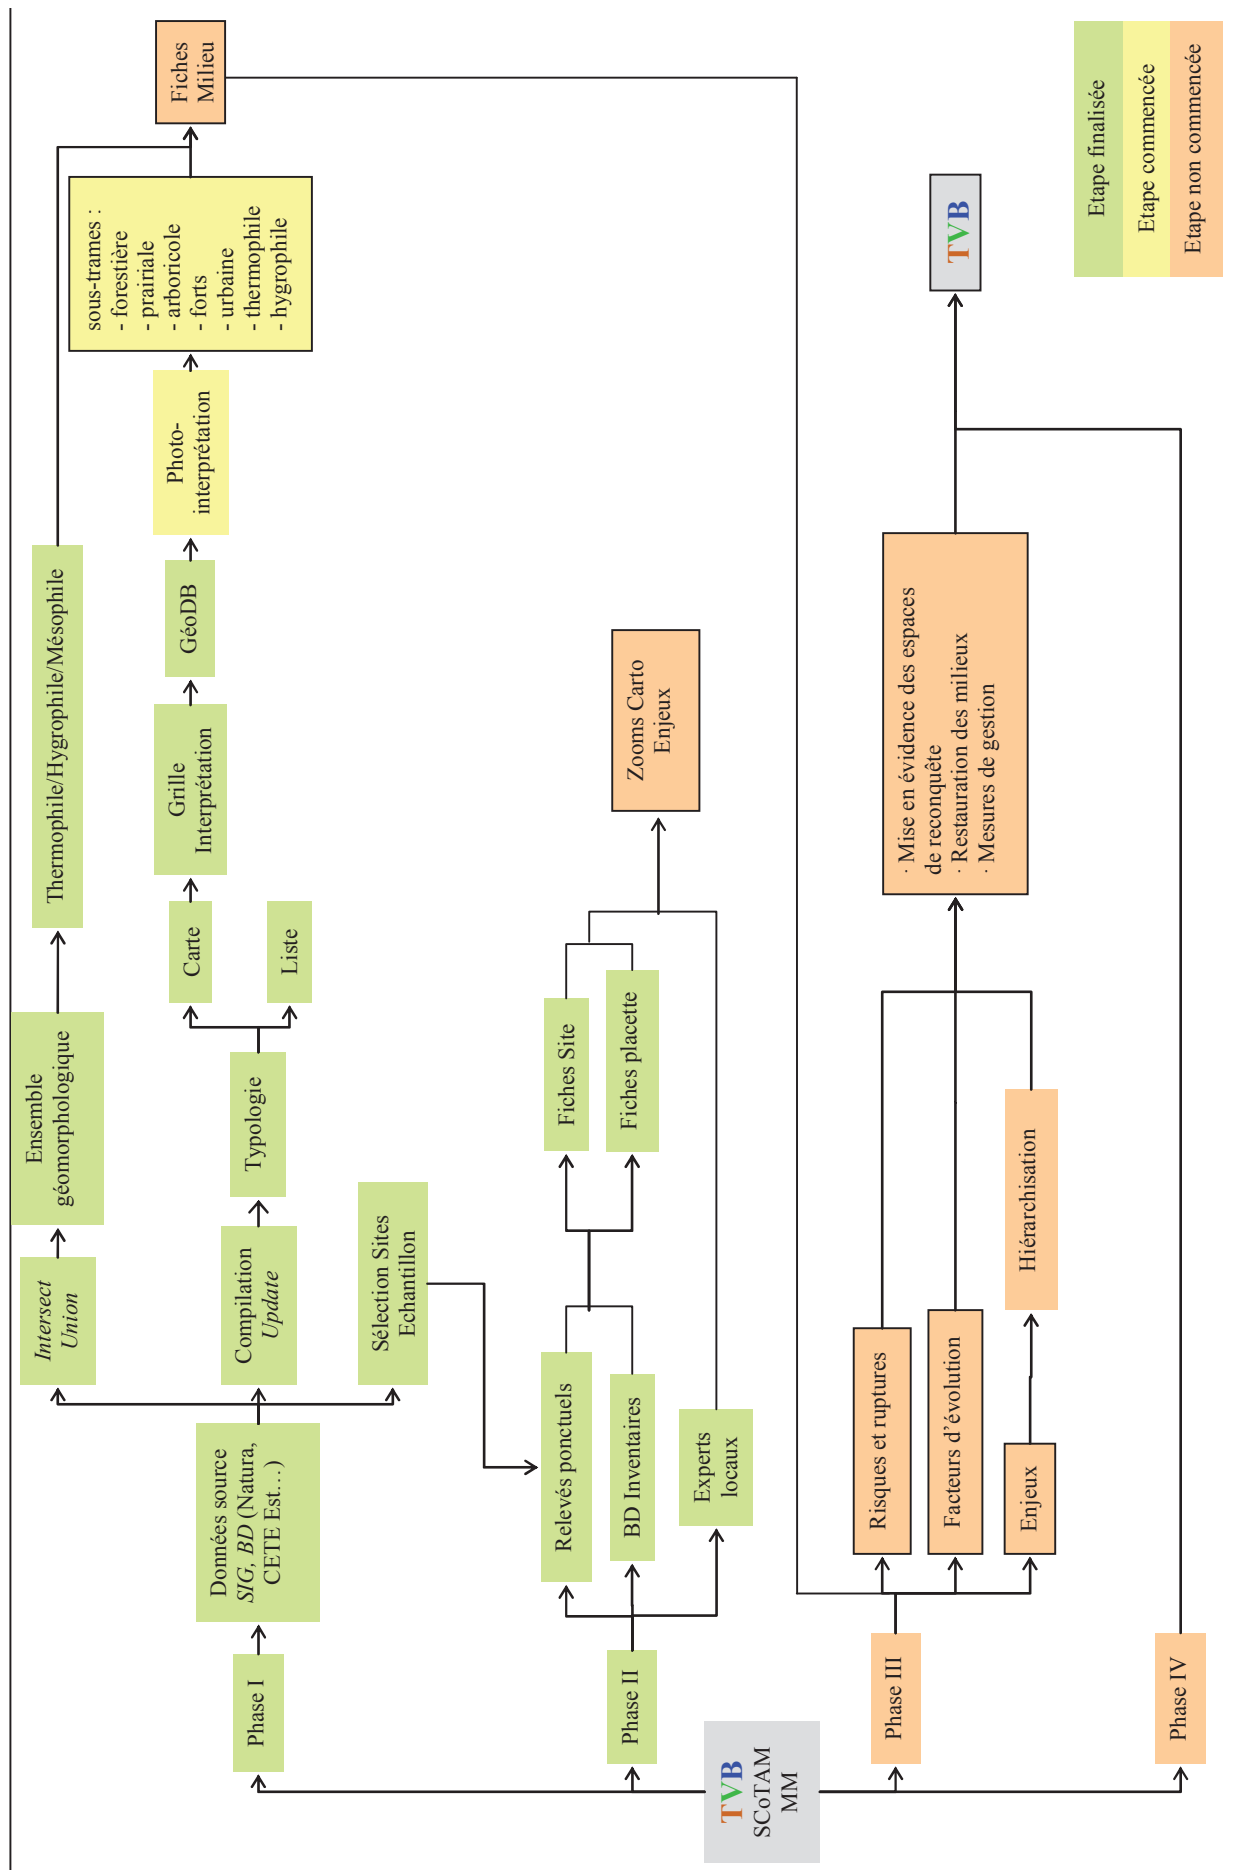 TVB
SCoTAM
MM
Phase I
Données source
SIG, BD (Natura,
CETE Est…)
Intersect
Union
Ensemble
géomorphologique
Thermophile/Hygrophile/Mésophile
Compilation
Update
Typologie
Carte
Liste
Grille
Interprétation
GéoDB
Photo-
interprétation
sous-trames :
- forestière
- prairiale
- arboricole
- forts
- urbaine
- thermophile
- hygrophile
Fiches
Milieu
Sélection Sites
Echantillon
Phase II
Relevés ponctuels
BD Inventaires
Experts
locaux
Fiches Site
Fiches placette
Zooms Carto
Enjeux
Phase III
Risques et ruptures
Facteurs d’évolution
Enjeux
Hiérarchisation
· Mise en évidence des espaces
de reconquête
· Restauration des milieux
· Mesures de gestion
TVB
Phase IV
Etape finalisée
Etape commencée
Etape non commencée